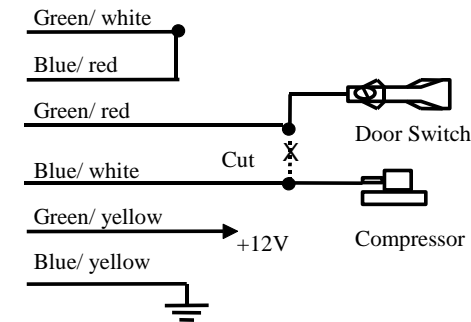 Green/ white
Blue/ red
Green/ red
Door Switch
Cut
X
Blue/ white
Green/ yellow
+12V
Compressor
Blue/ yellow